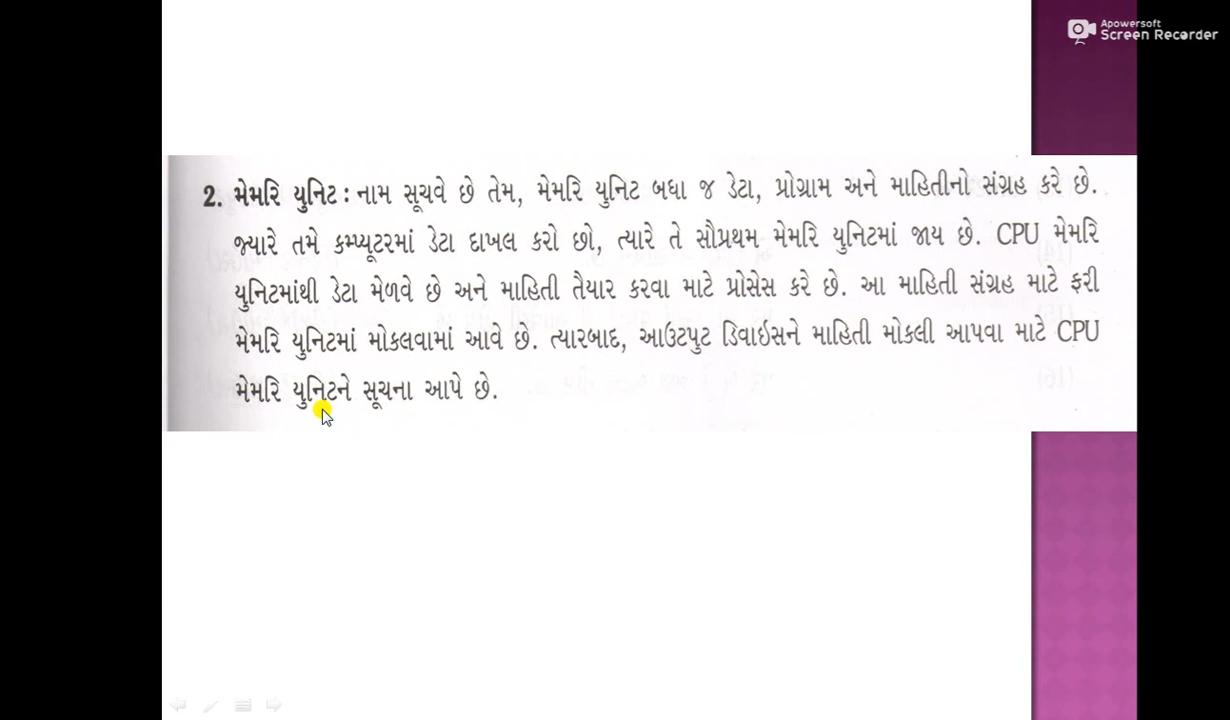 Apowersoft
Screen Recorder
2. મેમરિ યુનિટ : નામ સૂચવે છે તેમ, મેમરિ યુનિટ બધા જ ડેટા, પ્રોગ્રામ અને માહિતીનો સંગ્રહ કરે છે.
જ્યારે તમે કમ્પ્યૂટરમાં ડેટા દાખલ કરો છો, ત્યારે તે સૌપ્રથમ મેમરિ યુનિટમાં જાય છે. CPU મેમરિ
યુનિટમાંથી ડેટા મેળવે છે અને માહિતી તૈયાર કરવા માટે પ્રોસેસ કરે છે. આ માહિતી સંગ્રહ માટે ફરી
મેમરિ યુનિટમાં મોકલવામાં આવે છે. ત્યારબાદ, આઉટપુટ ડિવાઇસને માહિતી મોકલી આપવા માટે CPU
મેમરિ યુનિટને સૂચના આપે છે.